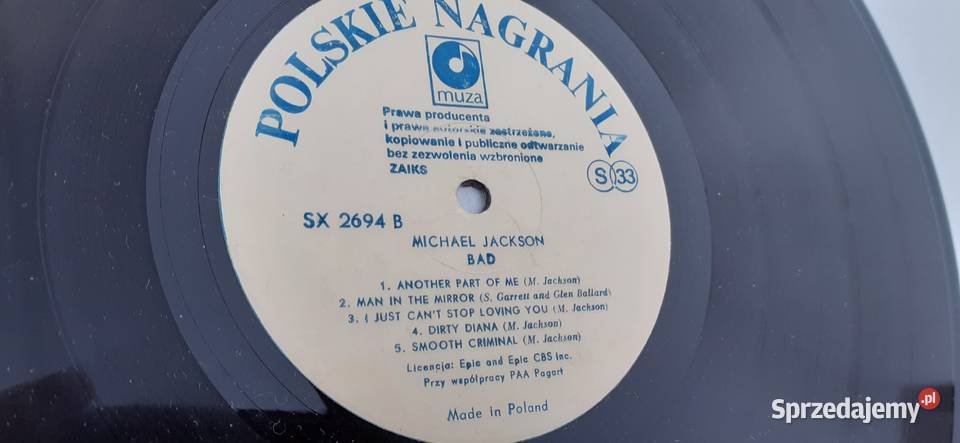 POLSKIE NAGRANIA
muza
Prawa producenta
i prawa autorskie zastrzeżone,
kopiowanie i publiczne odtwarzanie
bez zezwolenia wzbronione
ZAIKS
S 33
SX 2694 B
MICHAEL JACKSON
BAD
1. ANOTHER PART OF ME (M. Jackson)
2. MAN IN THE MIRROR (S. Garrett and Glen Ballard)
3. I JUST CAN'T STOP LOVING YOU (M. Jackson)
4. DIRTY DIANA (M. Jackson)
5. SMOOTH CRIMINAL (M. Jackson)
Licencja: Epic and Epic CBS Inc.
Przy współpracy PAA Pagart
Made in Poland
Sprzedajemy.pl